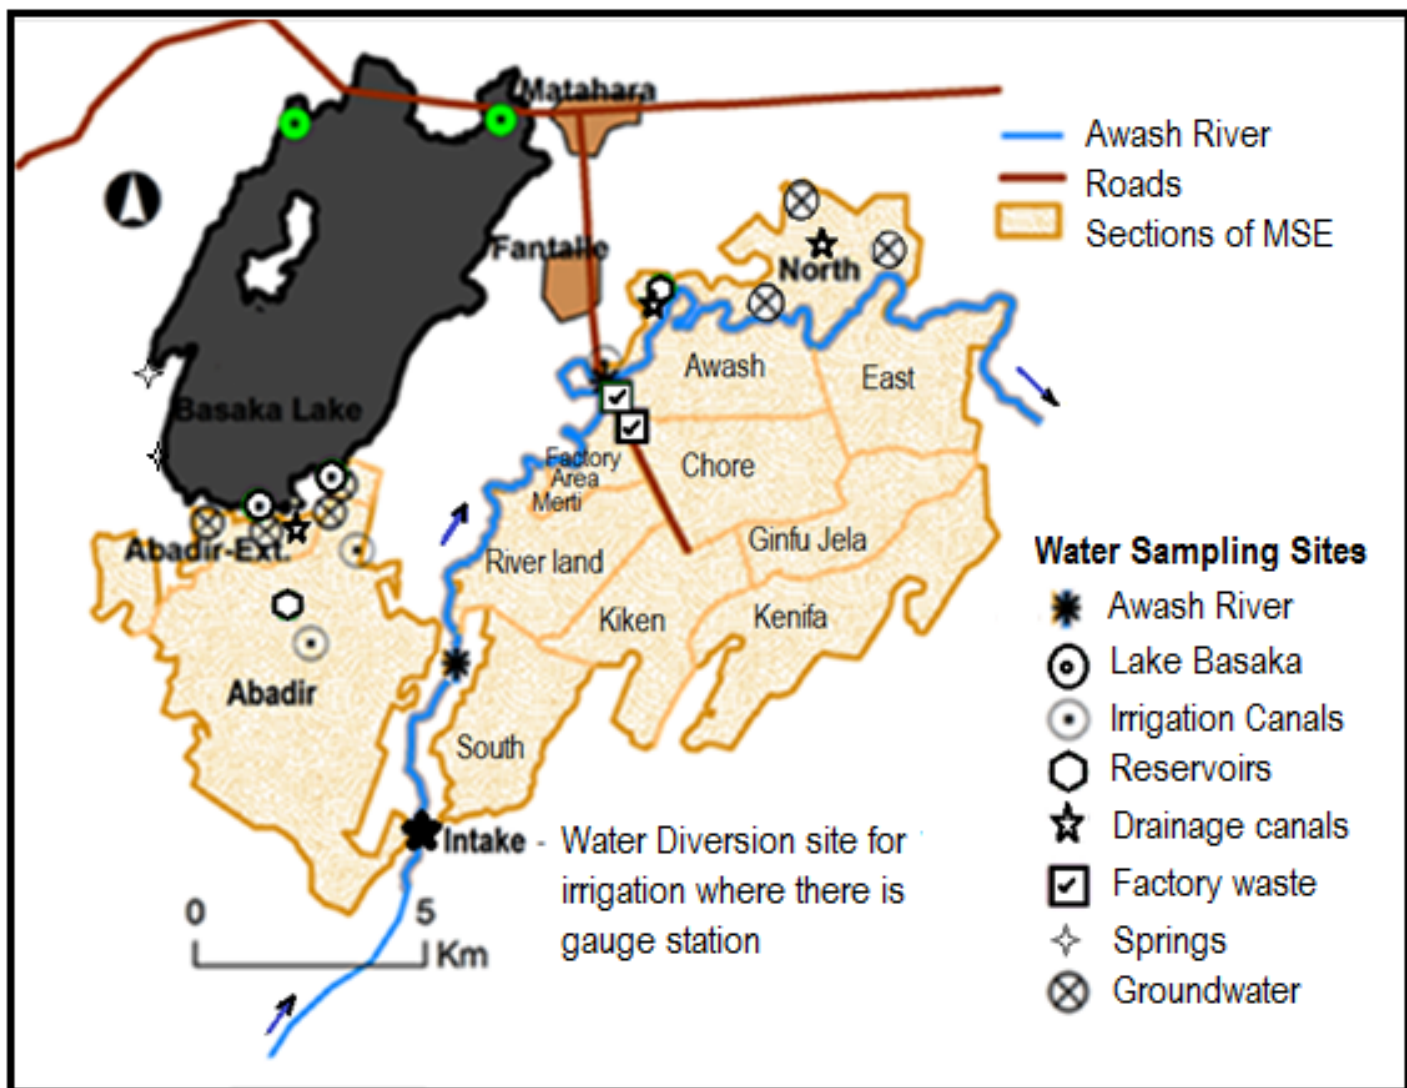 Matahara
Awash River
Roads
Sections of MSE
Fantalle
North
Awash
East
Basaka Lake
Factory
Area
Merti
Chore
Abadir-Ext.
River land
Ginfu Jela
Kiken
Kenifa
Abadir
South
Water Sampling Sites
Awash River
Lake Basaka
Irrigation Canals
Reservoirs
Drainage canals
Factory waste
Springs
Groundwater
Intake - Water Diversion site for
irrigation where there is
gauge station
0 5
Km